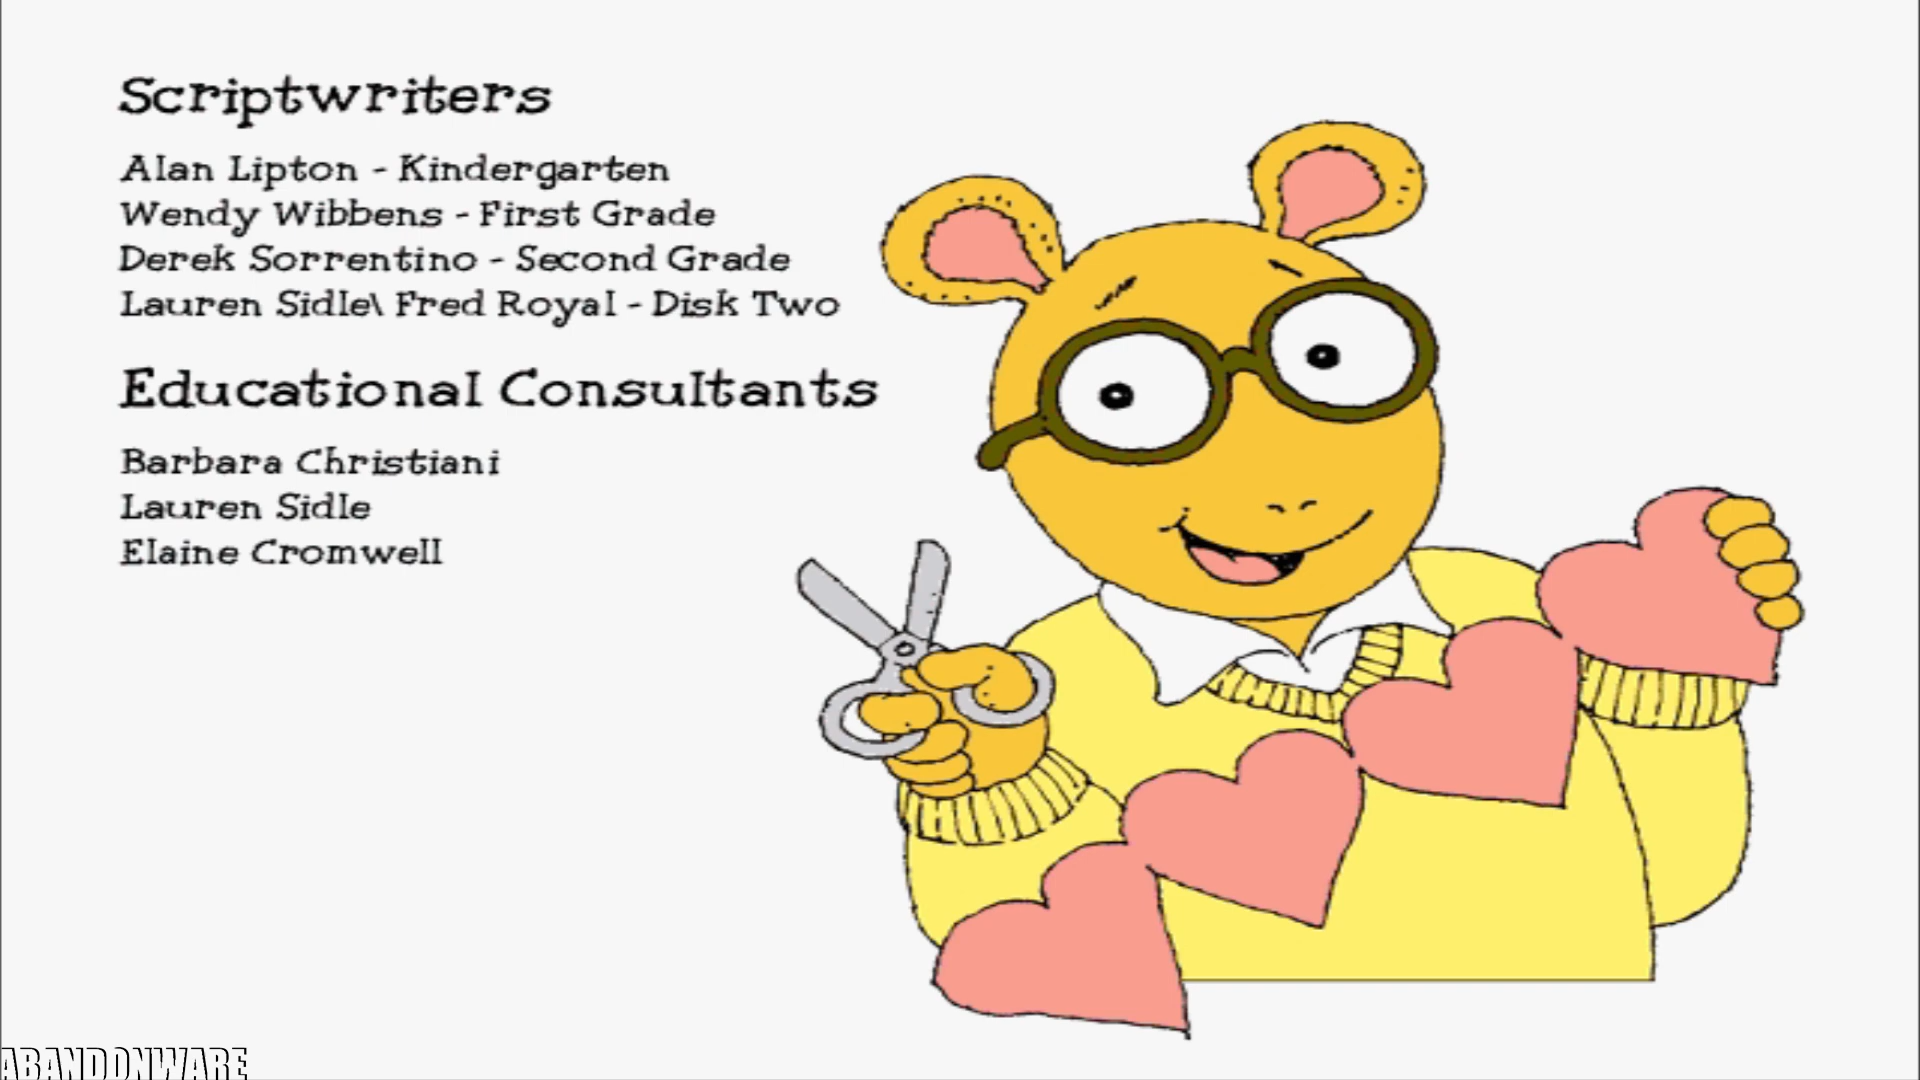 Scriptwriters
Alan Lipton - Kindergarten
Wendy Wibbens - First Grade
Derek Sorrentino - Second Grade
Lauren Sidle\ Fred Royal - Disk Two
Educational Consultants
Barbara Christiani
Lauren Sidle
Elaine Cromwell
ABANDONWARE